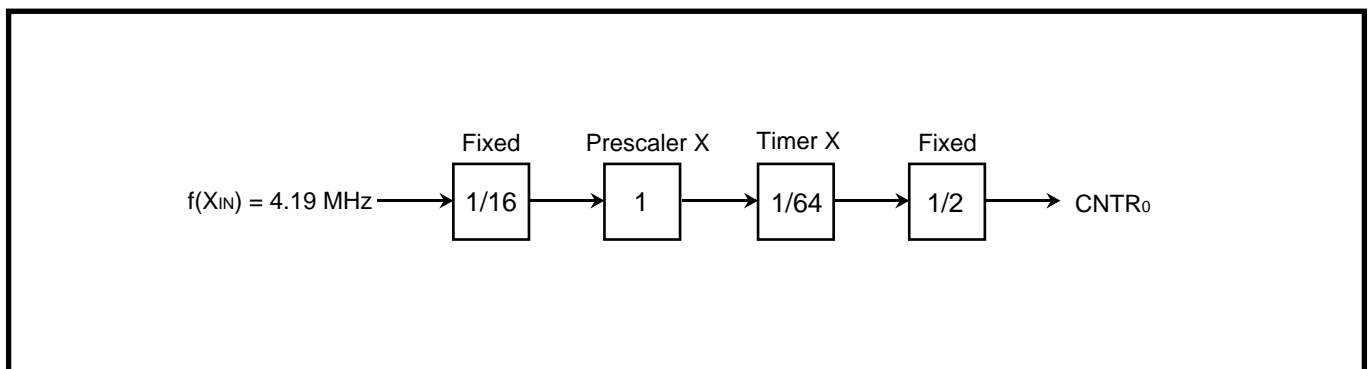 Fixed Prescaler X Timer X Fixed
f(XIN) = 4.19 MHz 1/16 1 1/64 1/2 CNTR0